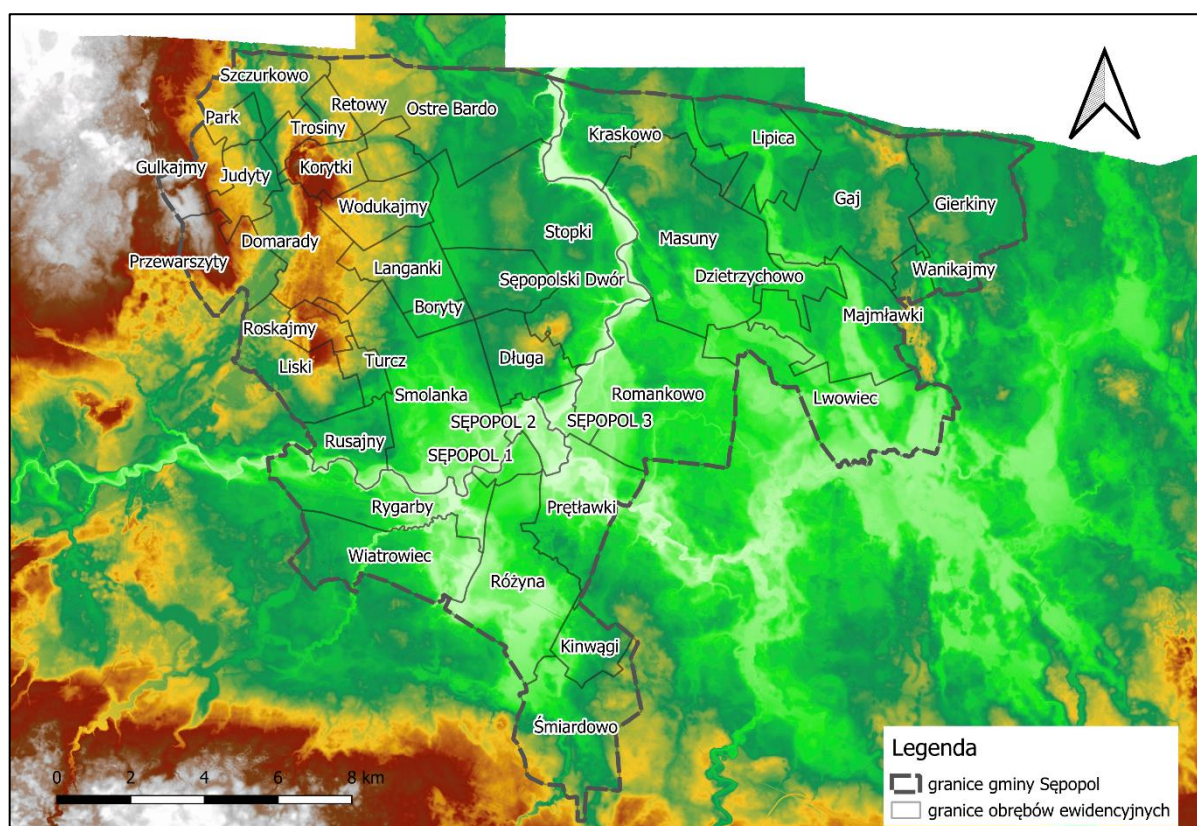 Szczurkowo
Retowy
Ostre Bardo
Park
Trosiny
Kraskowo
Lipica
Gulkajmy
Judyty
Korytki
Wodukajmy
Gaj
Gierkiny
Domarady
Stopki
Masuny
Przewarszyty
Langanki
Sępopolski Dwór
Dzietrzychowo
Wanikajmy
Boryty
Majmławki
Roskajmy
Liski
Turcz
Długa
Smolanka
Romankowo
Lwowiec
SĘPOPOL 2
SĘPOPOL 3
Rusajny
SĘPOPOL 1
Rygarby
Prętławki
Wiatrowiec
Różyna
Kinwągi
Śmiardowo
0 2 4 6 8 km
Legenda
granice gminy Sępopol
granice obrębów ewidencyjnych